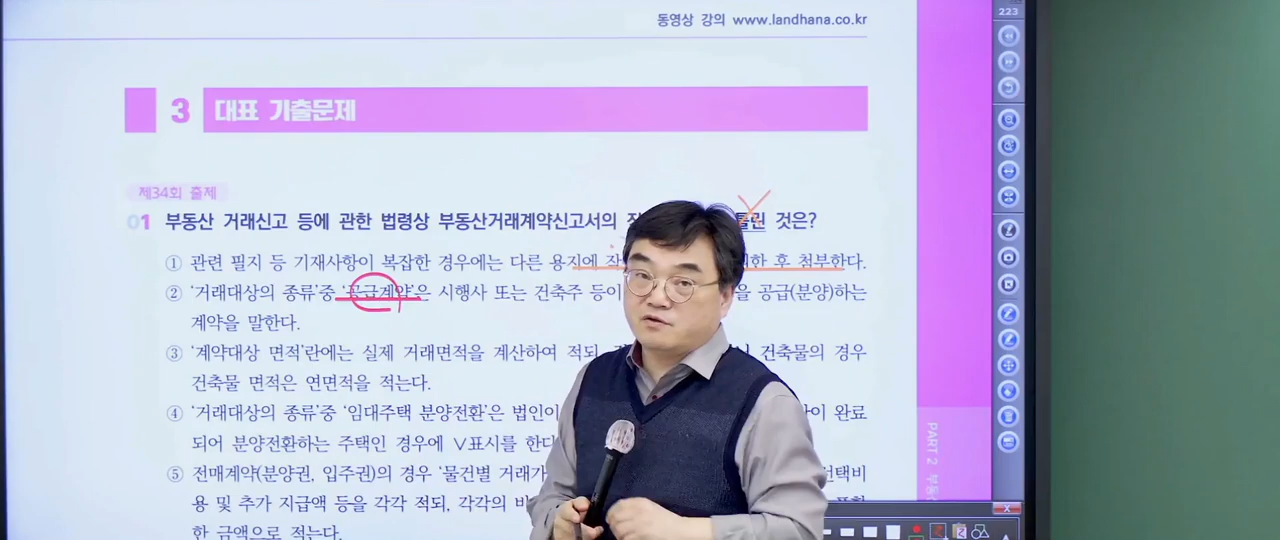 223
동영상 강의 www.landhana.co.kr
3 대표 기출문제
제34회 출제
01 부동산 거래신고 등에 관한 법령상 부동산거래계약신고서의 틀린 것은?
① 관련 필지 등 기재사항이 복잡한 경우에는 다른 용지에 후 첨부한다.
② '거래대상의 종류'중 '공급계약'은 시행사 또는 건축주 등이 을 공급(분양)하는
계약을 말한다.
③ '계약대상 면적'란에는 실제 거래면적을 계산하여 적되, 건축물의 경우
건축물 면적은 연면적을 적는다.
④ '거래대상의 종류'중 '임대주택 분양전환'은 법인이 완료
되어 분양전환하는 주택인 경우에 ∨표시를 한다
⑤ 전매계약(분양권, 입주권)의 경우 '물건별 거래가
용 및 추가 지급액 등을 각각 적되, 각각의
한 금액으로 적는다.
PART 2 부동